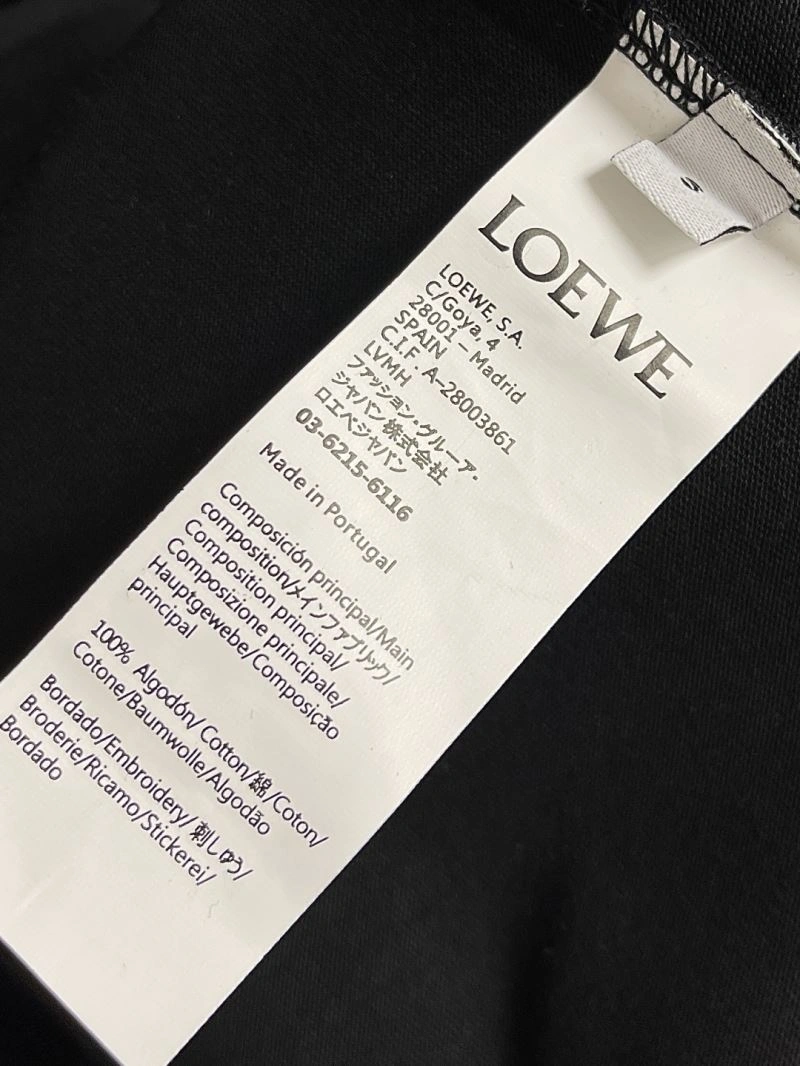 S
LOEWE
LOEWE, S.A.
C/Goya, 4
28001 – Madrid
SPAIN
C.I.F. A-28003861
LVMH
ファッション・グループ・
ジャパン株式会社
ロエベジャパン
03-6215-6116
Made in Portugal
Composición principal/Main
composition/メインファブリック/
Composition principal/
Composizione principale/
Hauptgewebe/Composição
principal
100% Algodón/ Cotton/綿/Coton/
Cotone/Baumwolle/Algodão
Bordado/Embroidery/ 刺しゅう/
Broderie/Ricamo/Stickerei/
Bordado